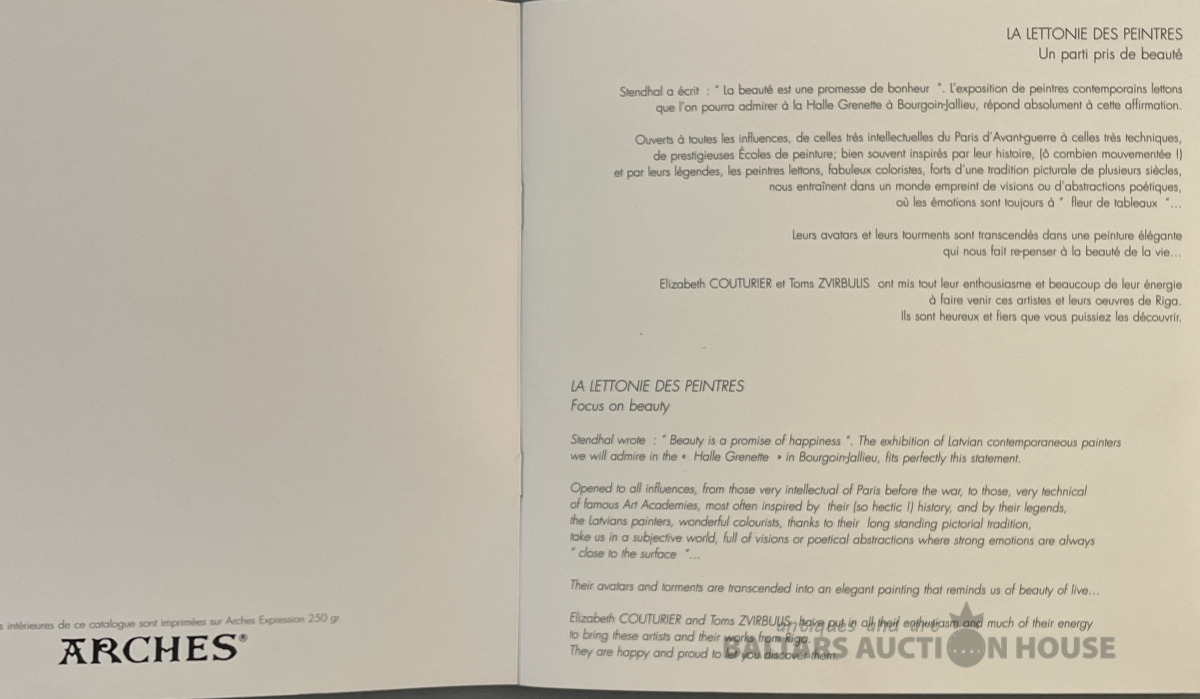 s intérieures de ce catalogue sont imprimées sur Arches Expression 250 gr.
ARCHES®
LA LETTONIE DES PEINTRES
Un parti pris de beauté
Stendhal a écrit : " La beauté est une promesse de bonheur ". L'exposition de peintres contemporains lettons
que l'on pourra admirer à la Halle Grenette à Bourgoin-Jallieu, répond absolument à cette affirmation.
Ouverts à toutes les influences, de celles très intellectuelles du Paris d'Avant-guerre à celles très techniques,
de prestigieuses Écoles de peinture; bien souvent inspirés par leur histoire, (ô combien mouvementée !)
et par leurs légendes, les peintres lettons, fabuleux coloristes, forts d'une tradition picturale de plusieurs siècles,
nous entraînent dans un monde empreint de visions ou d'abstractions poétiques,
où les émotions sont toujours à " fleur de tableaux "...
Leurs avatars et leurs tourments sont transcendés dans une peinture élégante
qui nous fait re-penser à la beauté de la vie...
Elizabeth COUTURIER et Toms ZVIRBULIS ont mis tout leur enthousiasme et beaucoup de leur énergie
à faire venir ces artistes et leurs oeuvres de Riga.
Ils sont heureux et fiers que vous puissiez les découvrir.
LA LETTONIE DES PEINTRES
Focus on beauty
Stendhal wrote : " Beauty is a promise of happiness ". The exhibition of Latvian contemporaneous painters
we will admire in the « Halle Grenette » in Bourgoin-Jallieu, fits perfectly this statement.
Opened to all influences, from those very intellectual of Paris before the war, to those, very technical
of famous Art Academies, most often inspired by their (so hectic !) history, and by their legends,
the Latvians painters, wonderful colourists, thanks to their long standing pictorial tradition,
take us in a subjective world, full of visions or poetical abstractions where strong emotions are always
" close to the surface "...
Their avatars and torments are transcended into an elegant painting that reminds us of beauty of live...
Elizabeth COUTURIER and Toms ZVIRBULIS, have put in all their enthusiasm and much of their energy
to bring these artists and their works from Riga.
They are happy and proud to let you discover them.
antiques and art
BALTARS AUCTION HOUSE